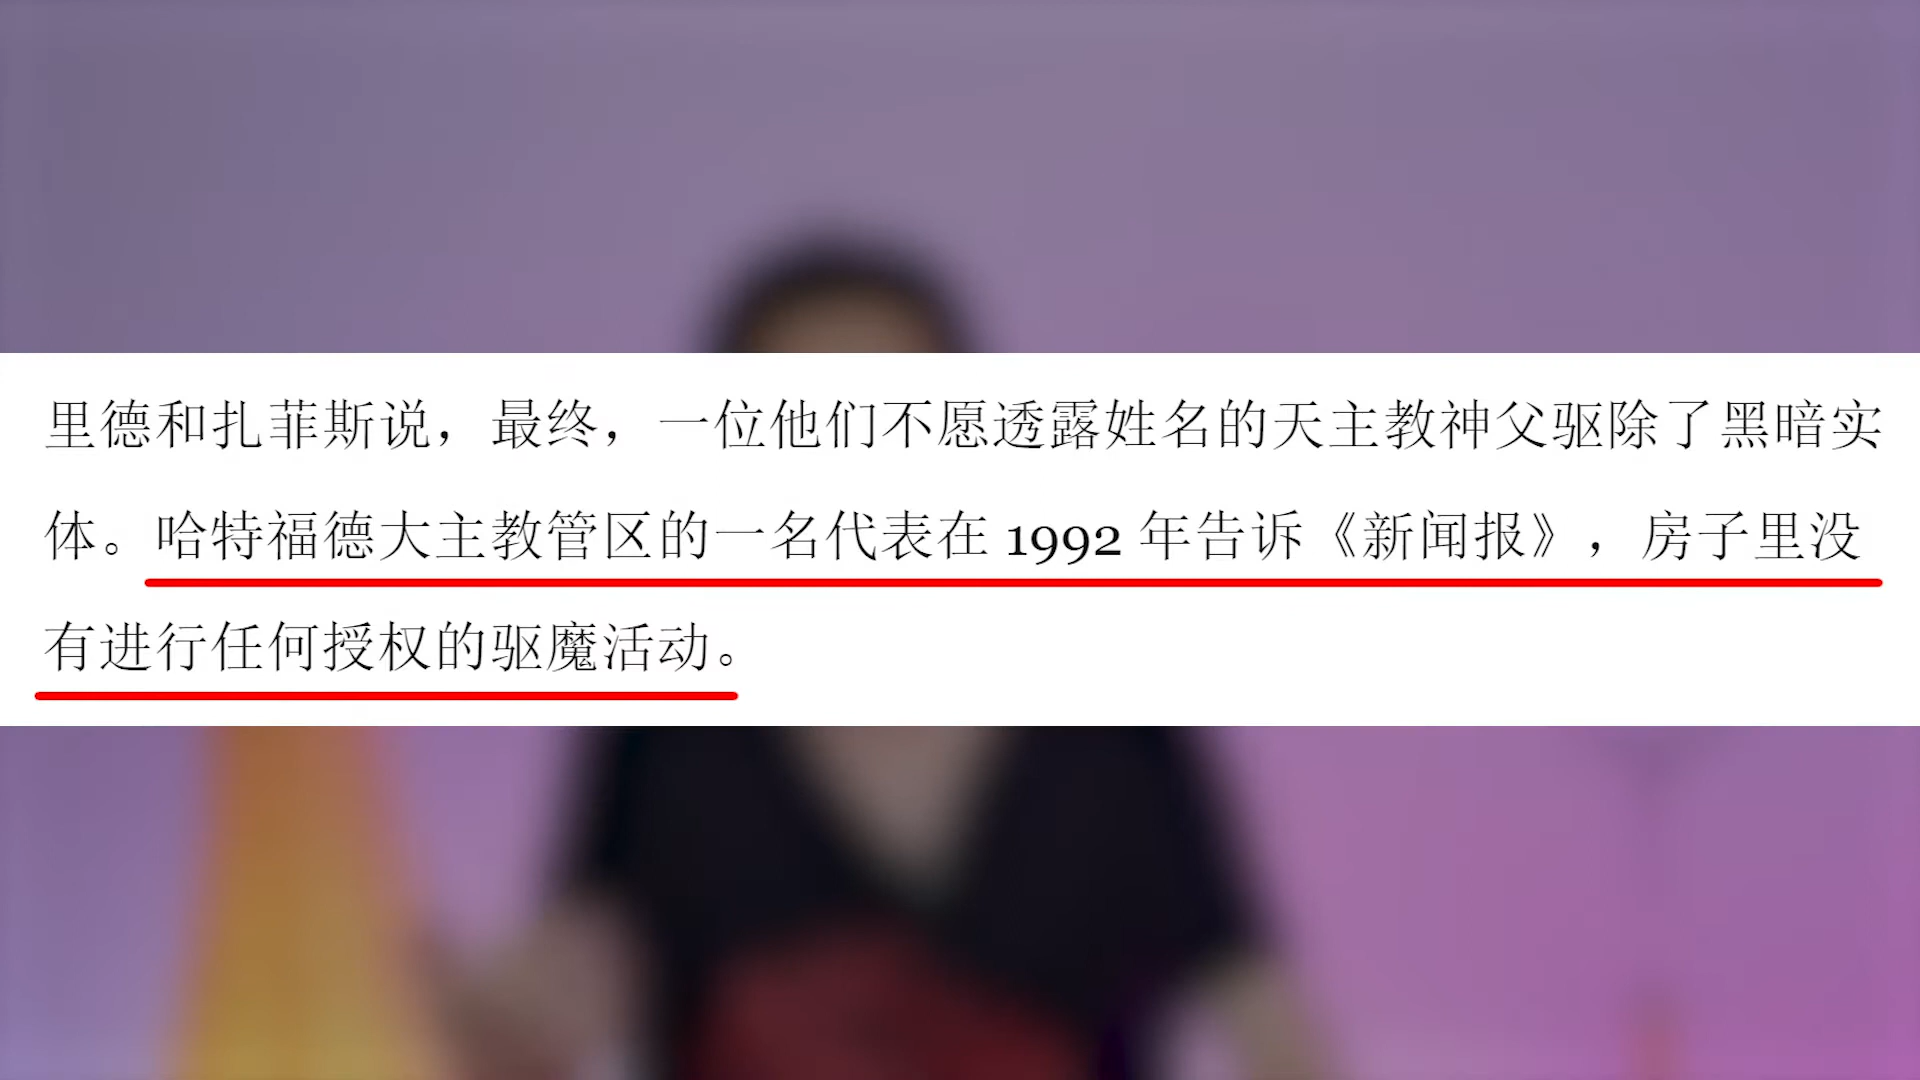 里德和扎菲斯说，最终，一位他们不愿透露姓名的天主教神父驱除了黑暗实
体。哈特福德大主教管区的一名代表在 1992 年告诉《新闻报》，房子里没
有进行任何授权的驱魔活动。